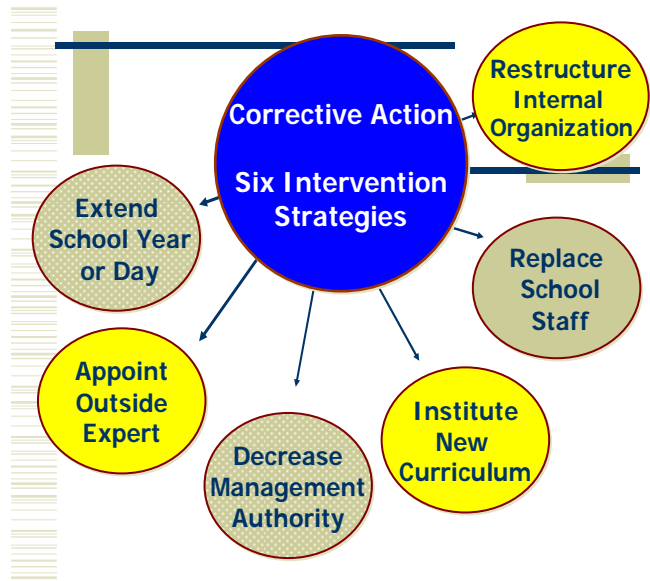 Corrective Action
Six Intervention
Strategies
Restructure
Internal
Organization
Extend
School Year
or Day
Replace
School
Staff
Appoint
Outside
Expert
Institute
New
Curriculum
Decrease
Management
Authority